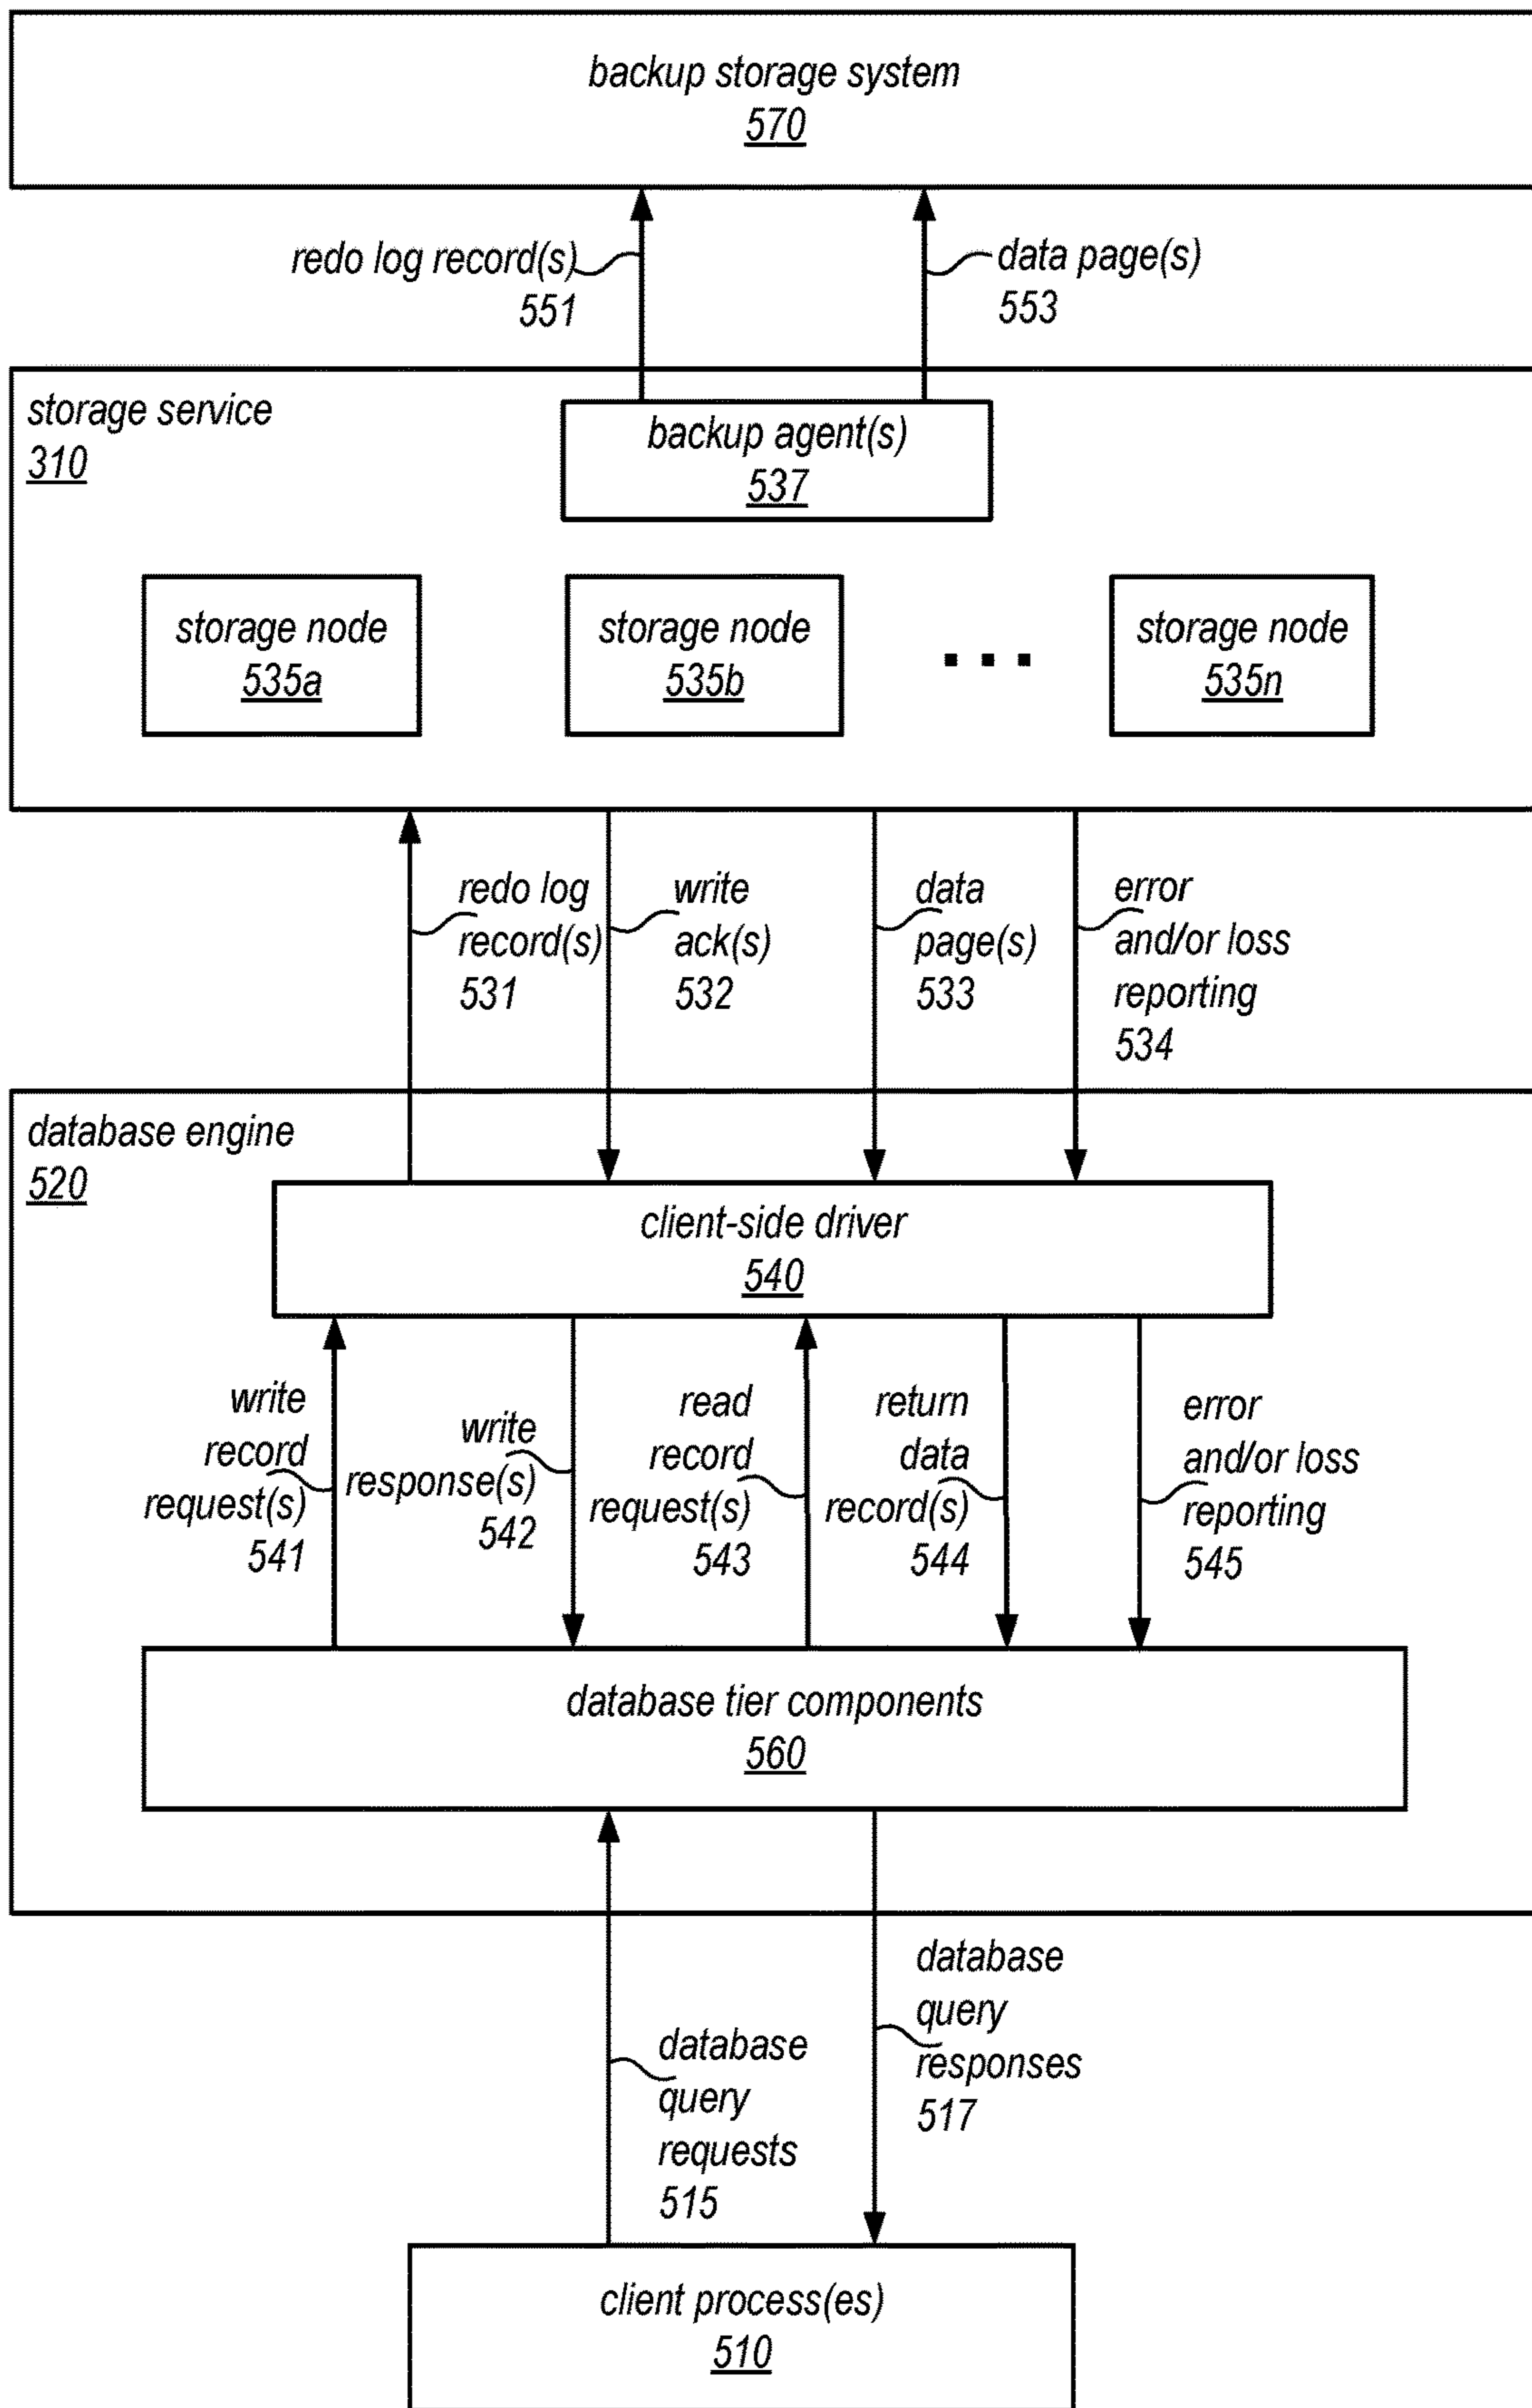 backup storage system
570
redo log record(s)
551
data page(s)
553
storage service
310
backup agent(s)
537
storage node
535a
storage node
535b
storage node
535n
redo log
record(s)
531
write
ack(s)
532
data
page(s)
533
error
and/or loss
reporting
534
database engine
520
client-side driver
540
write
record
request(s)
541
write
response(s)
542
read
record
request(s)
543
return
data
record(s)
544
error
and/or loss
reporting
545
database tier components
560
database
query
requests
515
database
query
responses
517
client process(es)
510